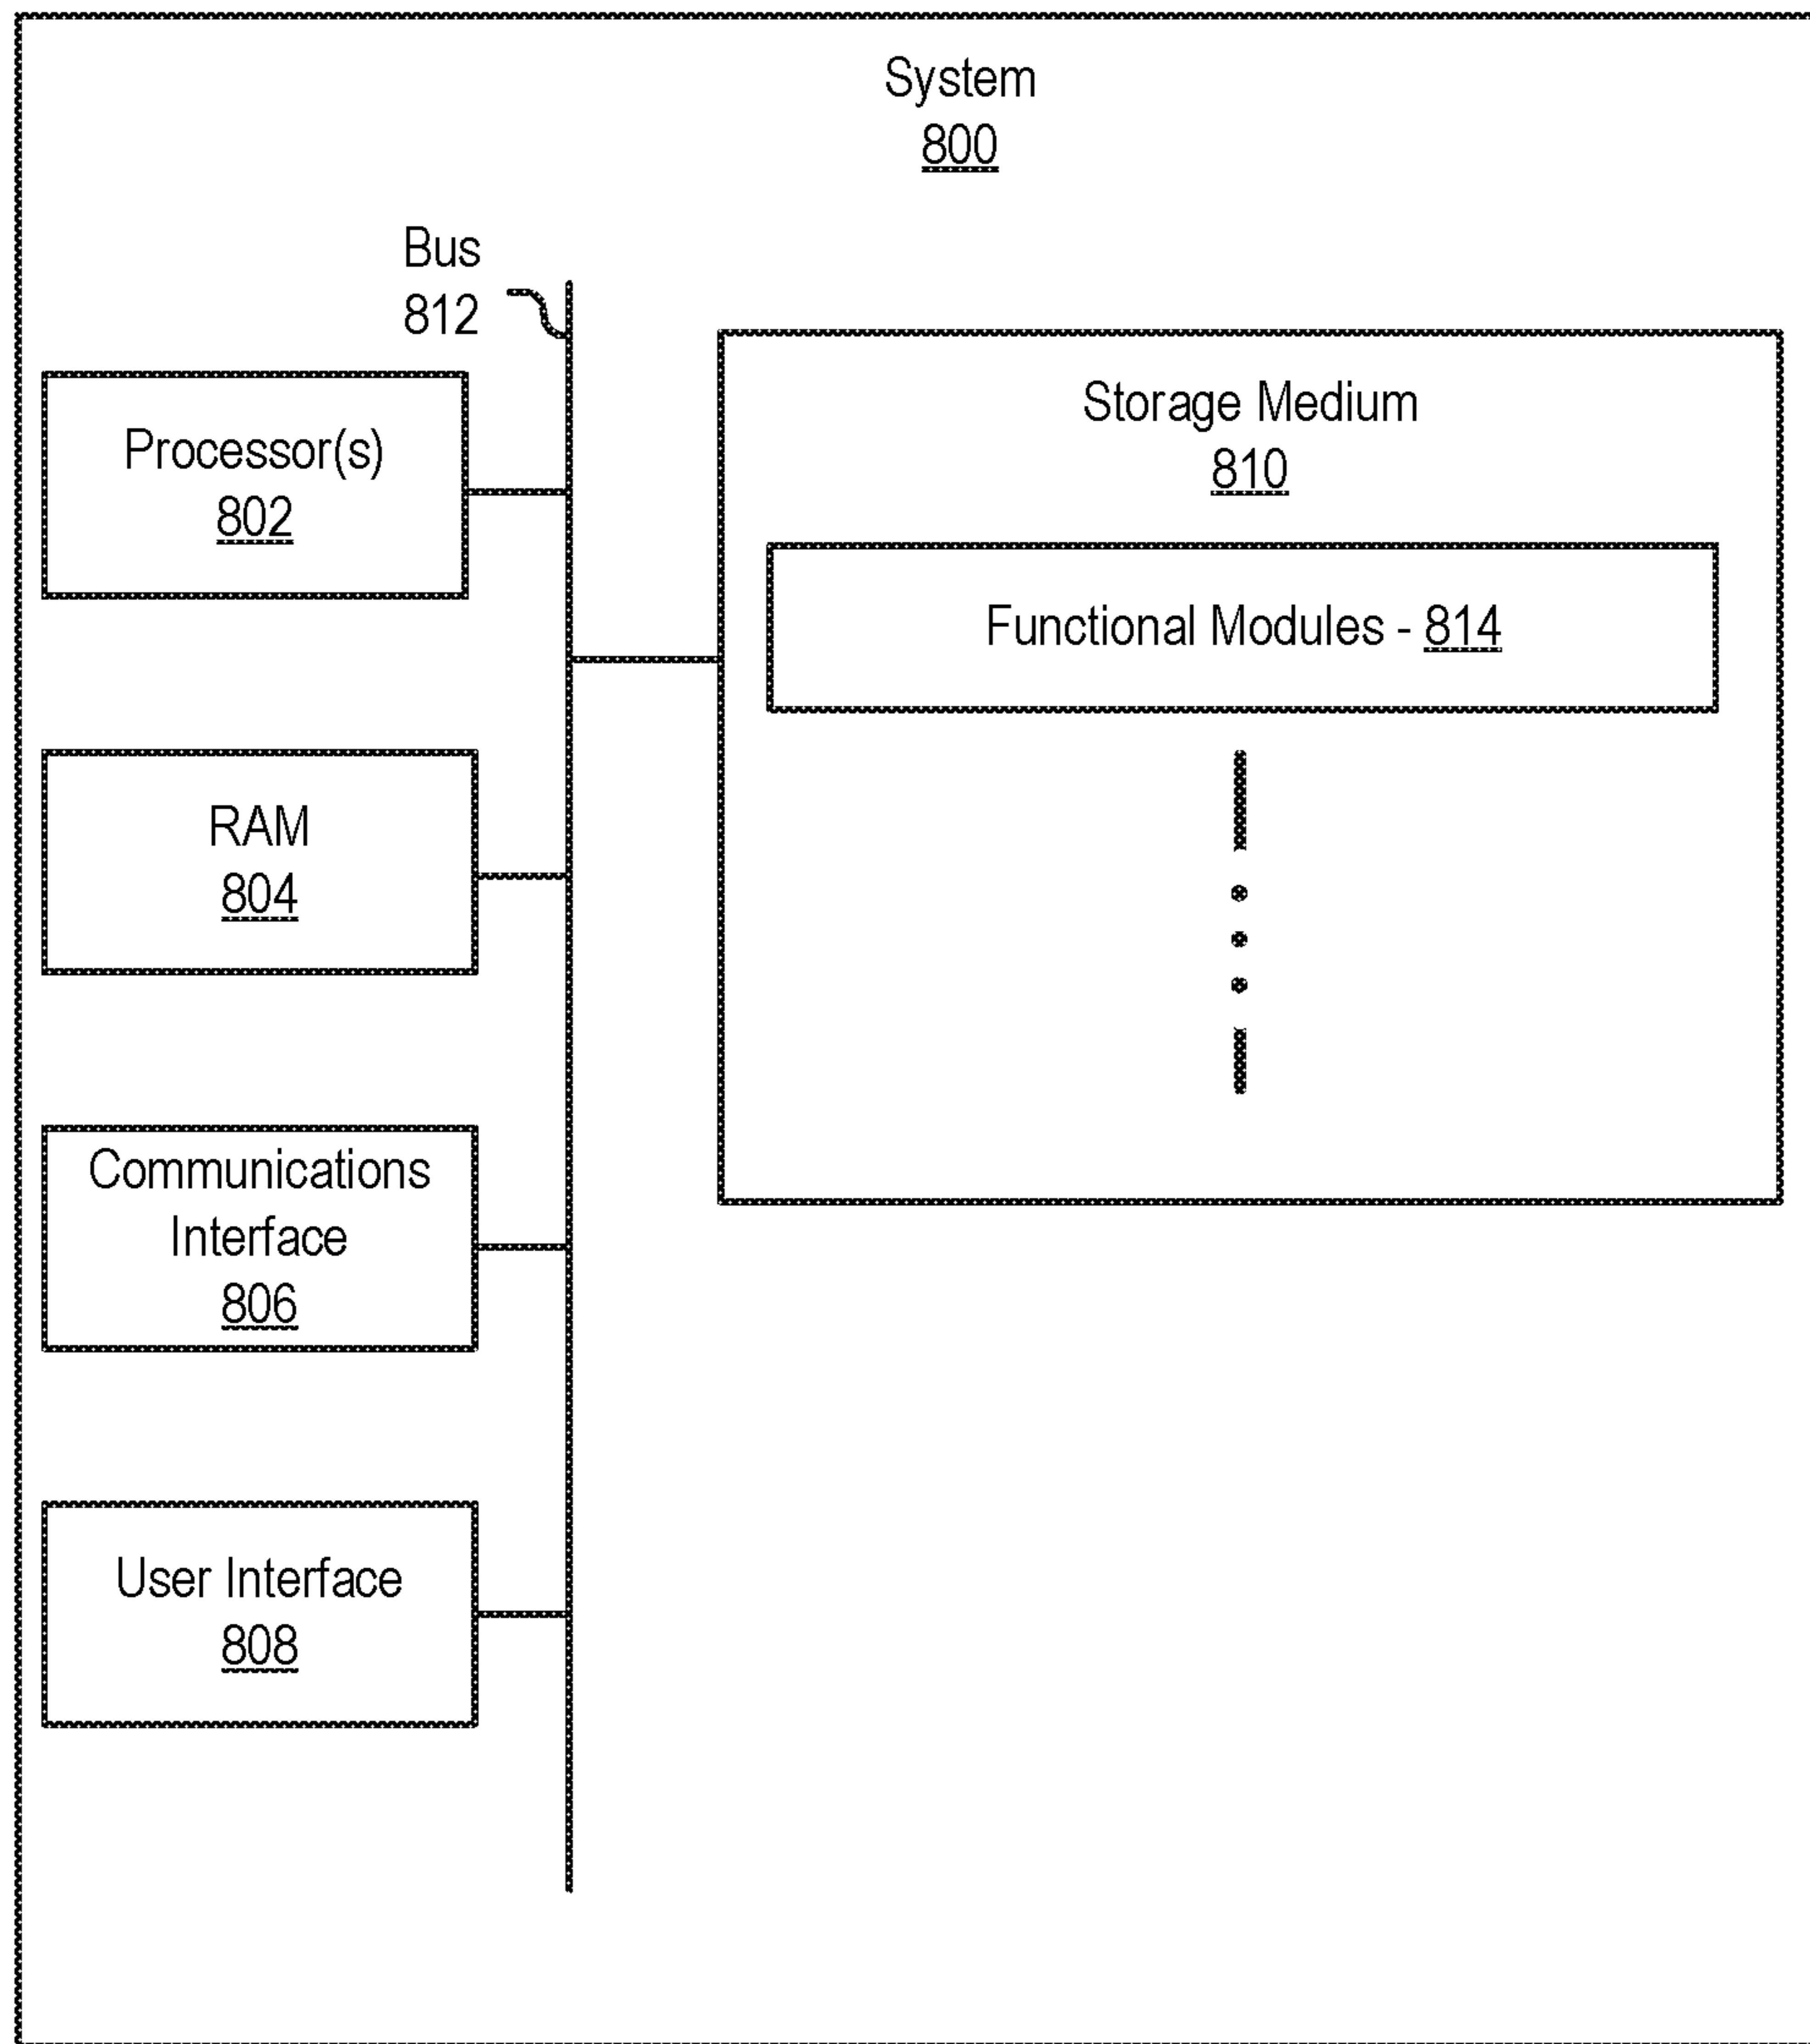 System
800
Bus
812
Processor(s)
802
Storage Medium
810
Functional Modules - 814
RAM
804
Communications
Interface
806
User Interface
808